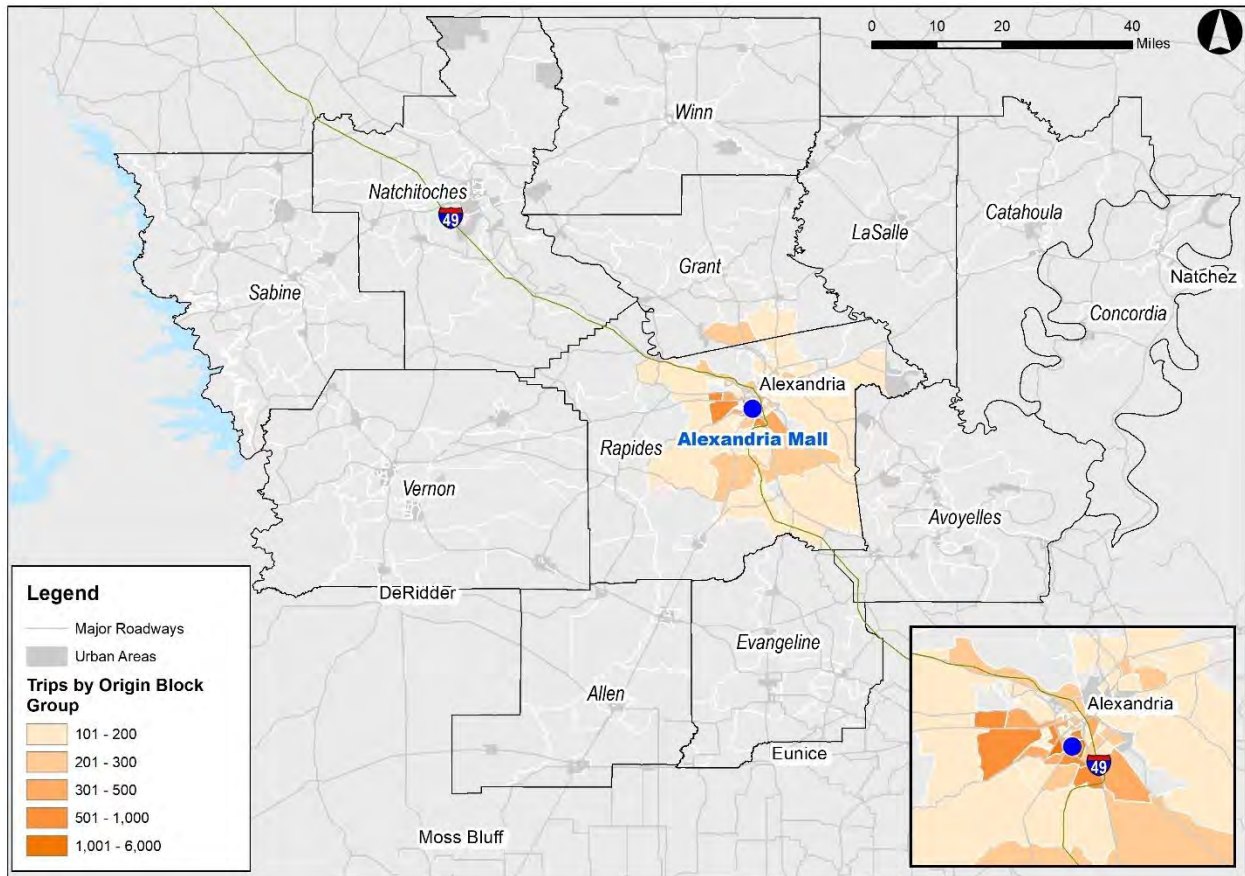 0 10 20 40
Miles
Winn
Natchitoches
49
LaSalle
Catahoula
Grant
Natchez
Sabine
Concordia
Alexandria
Alexandria Mall
Rapides
Vernon
Avoyelles
DeRidder
Evangeline
Allen
Eunice
Moss Bluff
Legend
Major Roadways
Urban Areas
Trips by Origin Block
Group
101 - 200
201 - 300
301 - 500
501 - 1,000
1,001 - 6,000
Alexandria
49